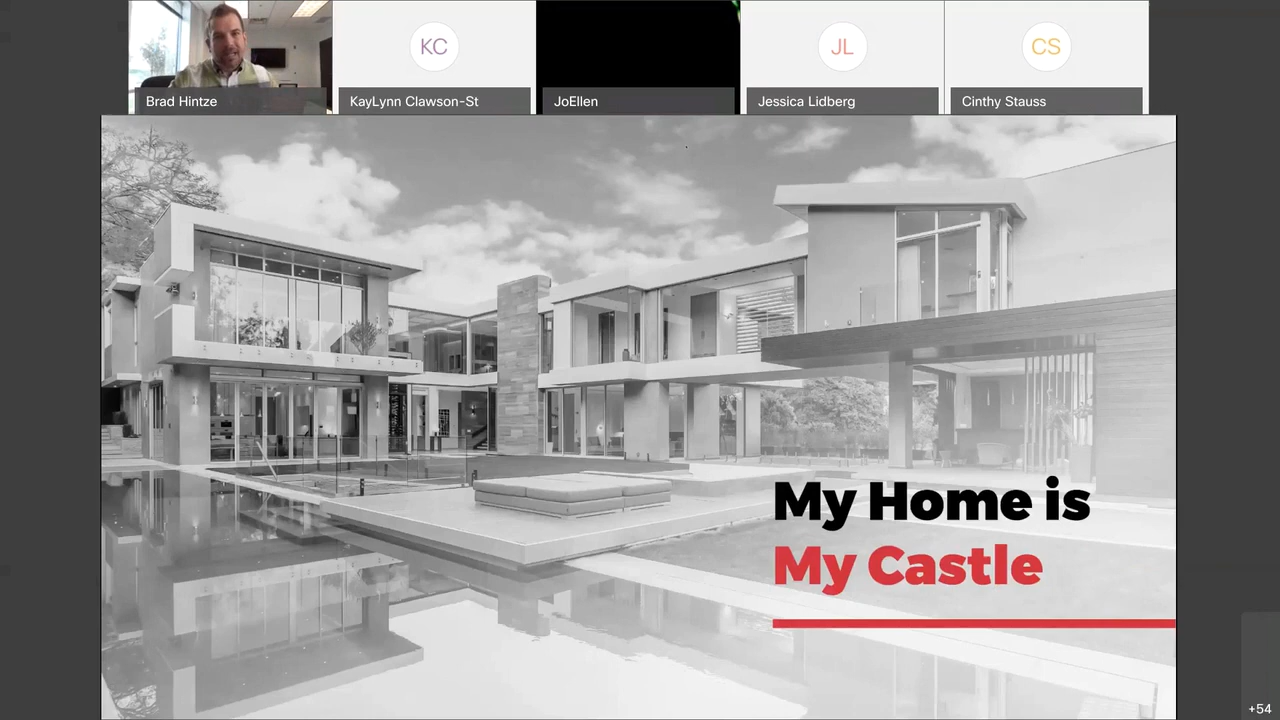 KC
JL
CS
Brad Hintze
KayLynn Clawson-St
JoEllen
Jessica Lidberg
Cinthy Stauss
My Home is
My Castle
+54